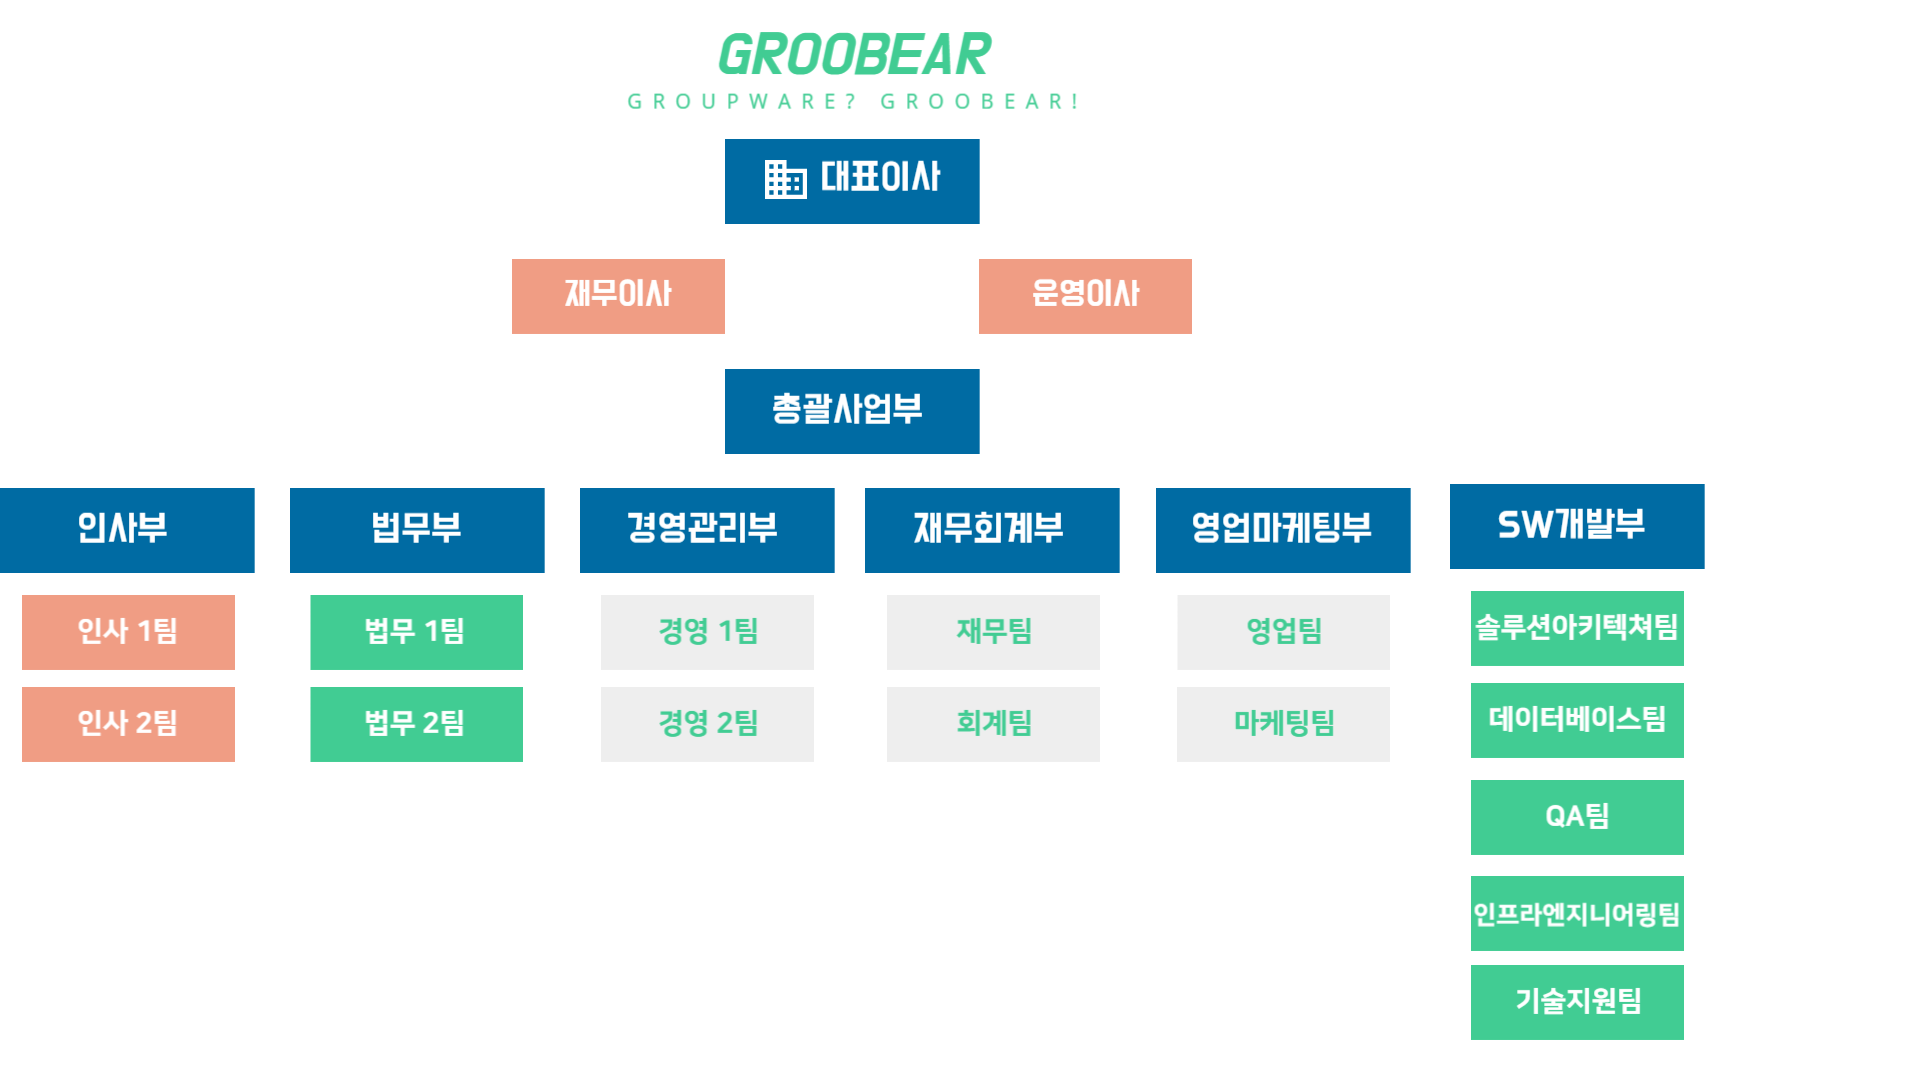 GROOBEAR
GROUPWARE? GROOBEAR!
대표이사
재무이사
운영이사
총괄사업부
인사부
법무부
경영관리부
재무회계부
영업마케팅부
SW개발부
인사 1팀
법무 1팀
경영 1팀
재무팀
영업팀
솔루션아키텍쳐팀
인사 2팀
법무 2팀
경영 2팀
회계팀
마케팅팀
데이터베이스팀
QA팀
인프라엔지니어링팀
기술지원팀